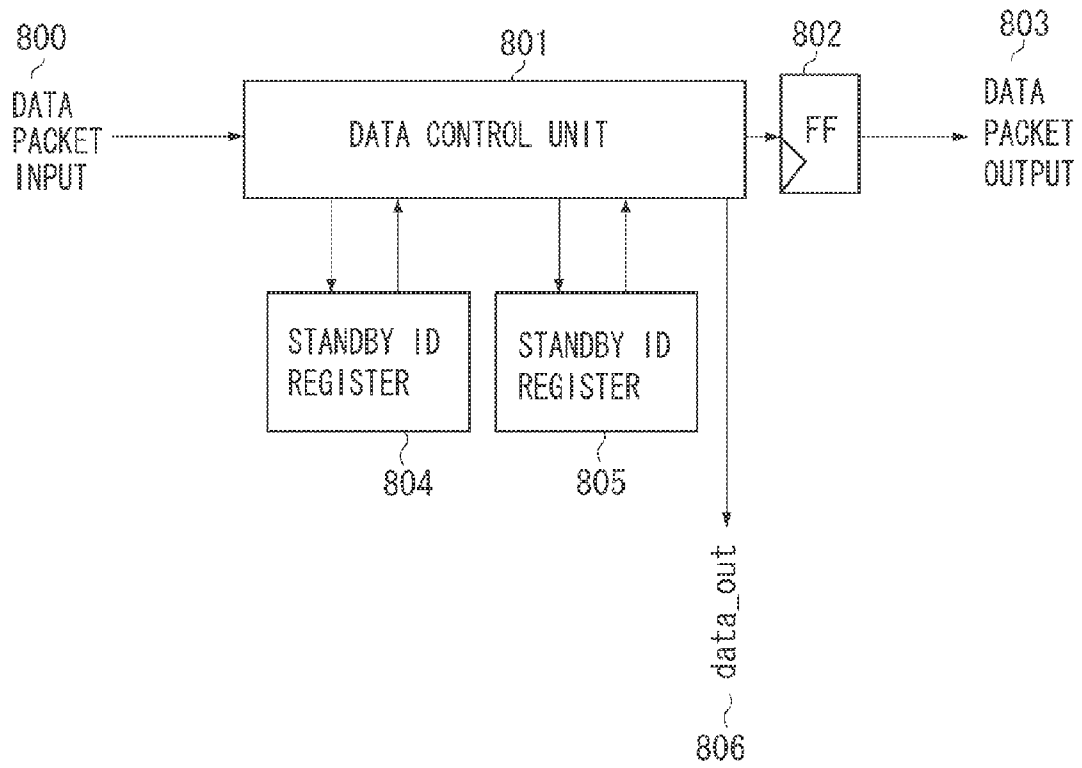 800
DATA
PACKET
INPUT
801
DATA CONTROL UNIT
802
FF
803
DATA
PACKET
OUTPUT
STANDBY ID
REGISTER
804
STANDBY ID
REGISTER
805
data_out
806